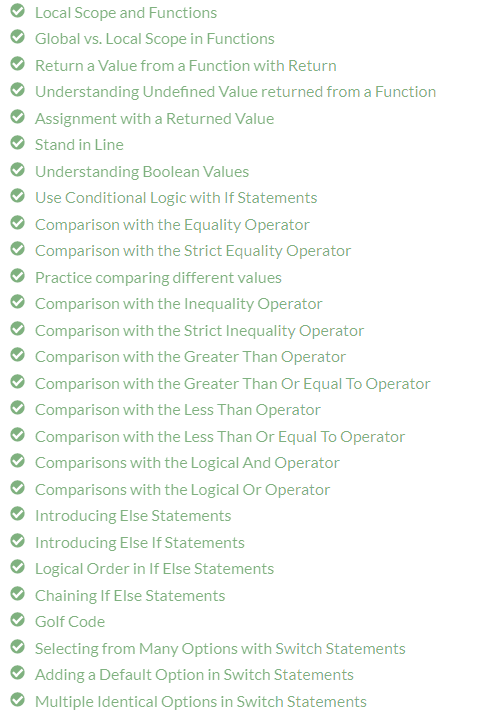 Local Scope and Functions
Global vs. Local Scope in Functions
Return a Value from a Function with Return
Understanding Undefined Value returned from a Function
Assignment with a Returned Value
Stand in Line
Understanding Boolean Values
Use Conditional Logic with If Statements
Comparison with the Equality Operator
Comparison with the Strict Equality Operator
Practice comparing different values
Comparison with the Inequality Operator
Comparison with the Strict Inequality Operator
Comparison with the Greater Than Operator
Comparison with the Greater Than Or Equal To Operator
Comparison with the Less Than Operator
Comparison with the Less Than Or Equal To Operator
Comparisons with the Logical And Operator
Comparisons with the Logical Or Operator
Introducing Else Statements
Introducing Else If Statements
Logical Order in If Else Statements
Chaining If Else Statements
Golf Code
Selecting from Many Options with Switch Statements
Adding a Default Option in Switch Statements
Multiple Identical Options in Switch Statements